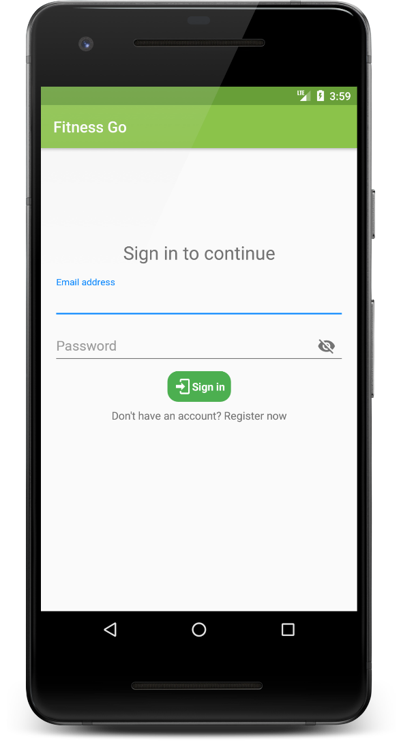 LTE 3:59
Fitness Go
Sign in to continue
Email address
Password
Sign in
Don't have an account? Register now